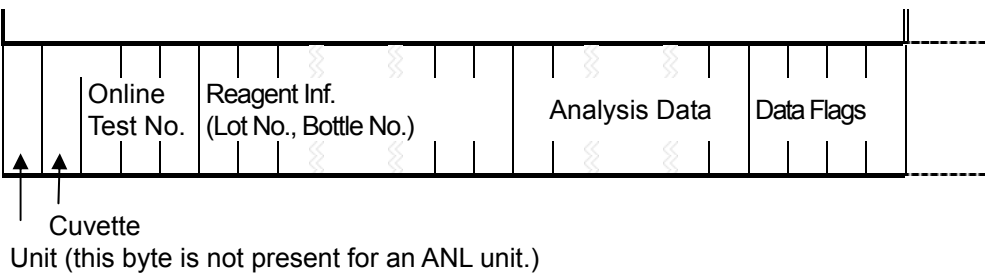 Online
Test No.
Reagent Inf.
(Lot No., Bottle No.)
Analysis Data
Data Flags
Cuvette
Unit (this byte is not present for an ANL unit.)